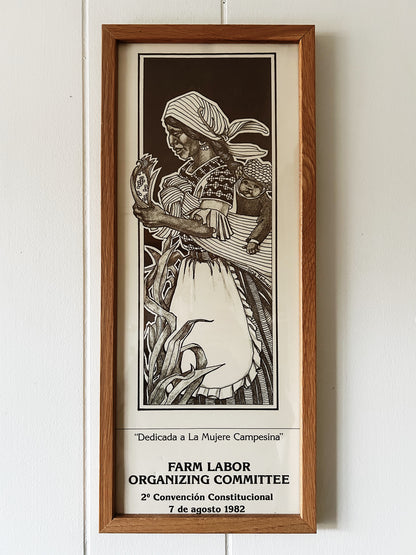 "Dedicada a La Mujere Campesina"
FARM LABOR
ORGANIZING COMMITTEE
2º Convención Constitucional
7 de agosto 1982